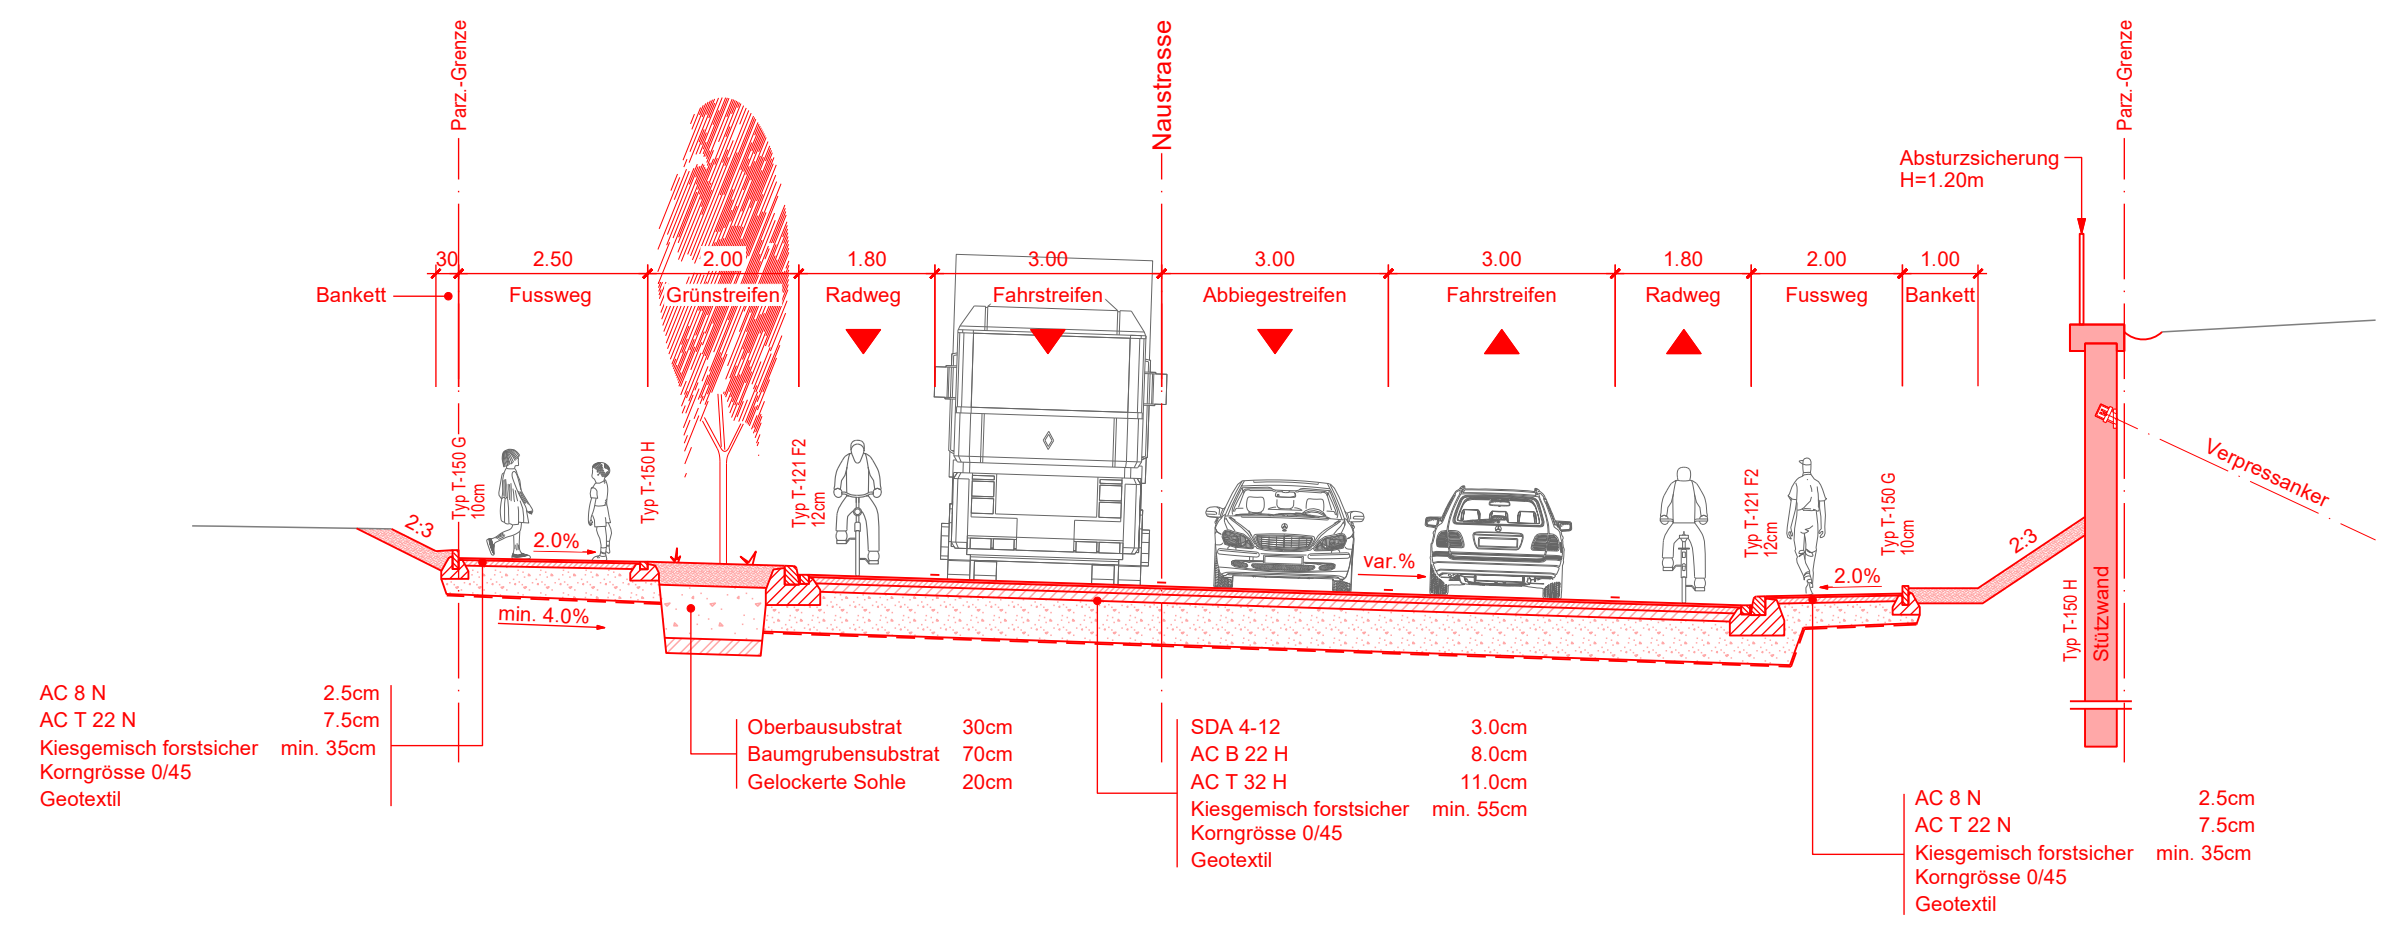 Parz.-Grenze
Naustrasse
Parz.-Grenze
Absturzsicherung
H=1.20m
30
2.50
2.00
1.80
3.00
3.00
3.00
1.80
2.00
1.00
Bankett
Fussweg
Grünstreifen
Radweg
Fahrstreifen
Abbiegestreifen
Fahrstreifen
Radweg
Fussweg
Bankett
Typ T-150 G
10cm
Typ T-150 H
Typ T-121 F2
12cm
Typ T-121 F2
12cm
Typ T-150 G
10cm
Verpressanker
2:3
2.0%
var.%
2.0%
2:3
min. 4.0%
Typ T-150 H
Stützwand
AC 8 N 2.5cm
AC T 22 N 7.5cm
Kiesgemisch forstsicher min. 35cm
Korngrösse 0/45
Geotextil
Oberbausubstrat 30cm
Baumgrubensubstrat 70cm
Gelockerte Sohle 20cm
SDA 4-12 3.0cm
AC B 22 H 8.0cm
AC T 32 H 11.0cm
Kiesgemisch forstsicher min. 55cm
Korngrösse 0/45
Geotextil
AC 8 N 2.5cm
AC T 22 N 7.5cm
Kiesgemisch forstsicher min. 35cm
Korngrösse 0/45
Geotextil